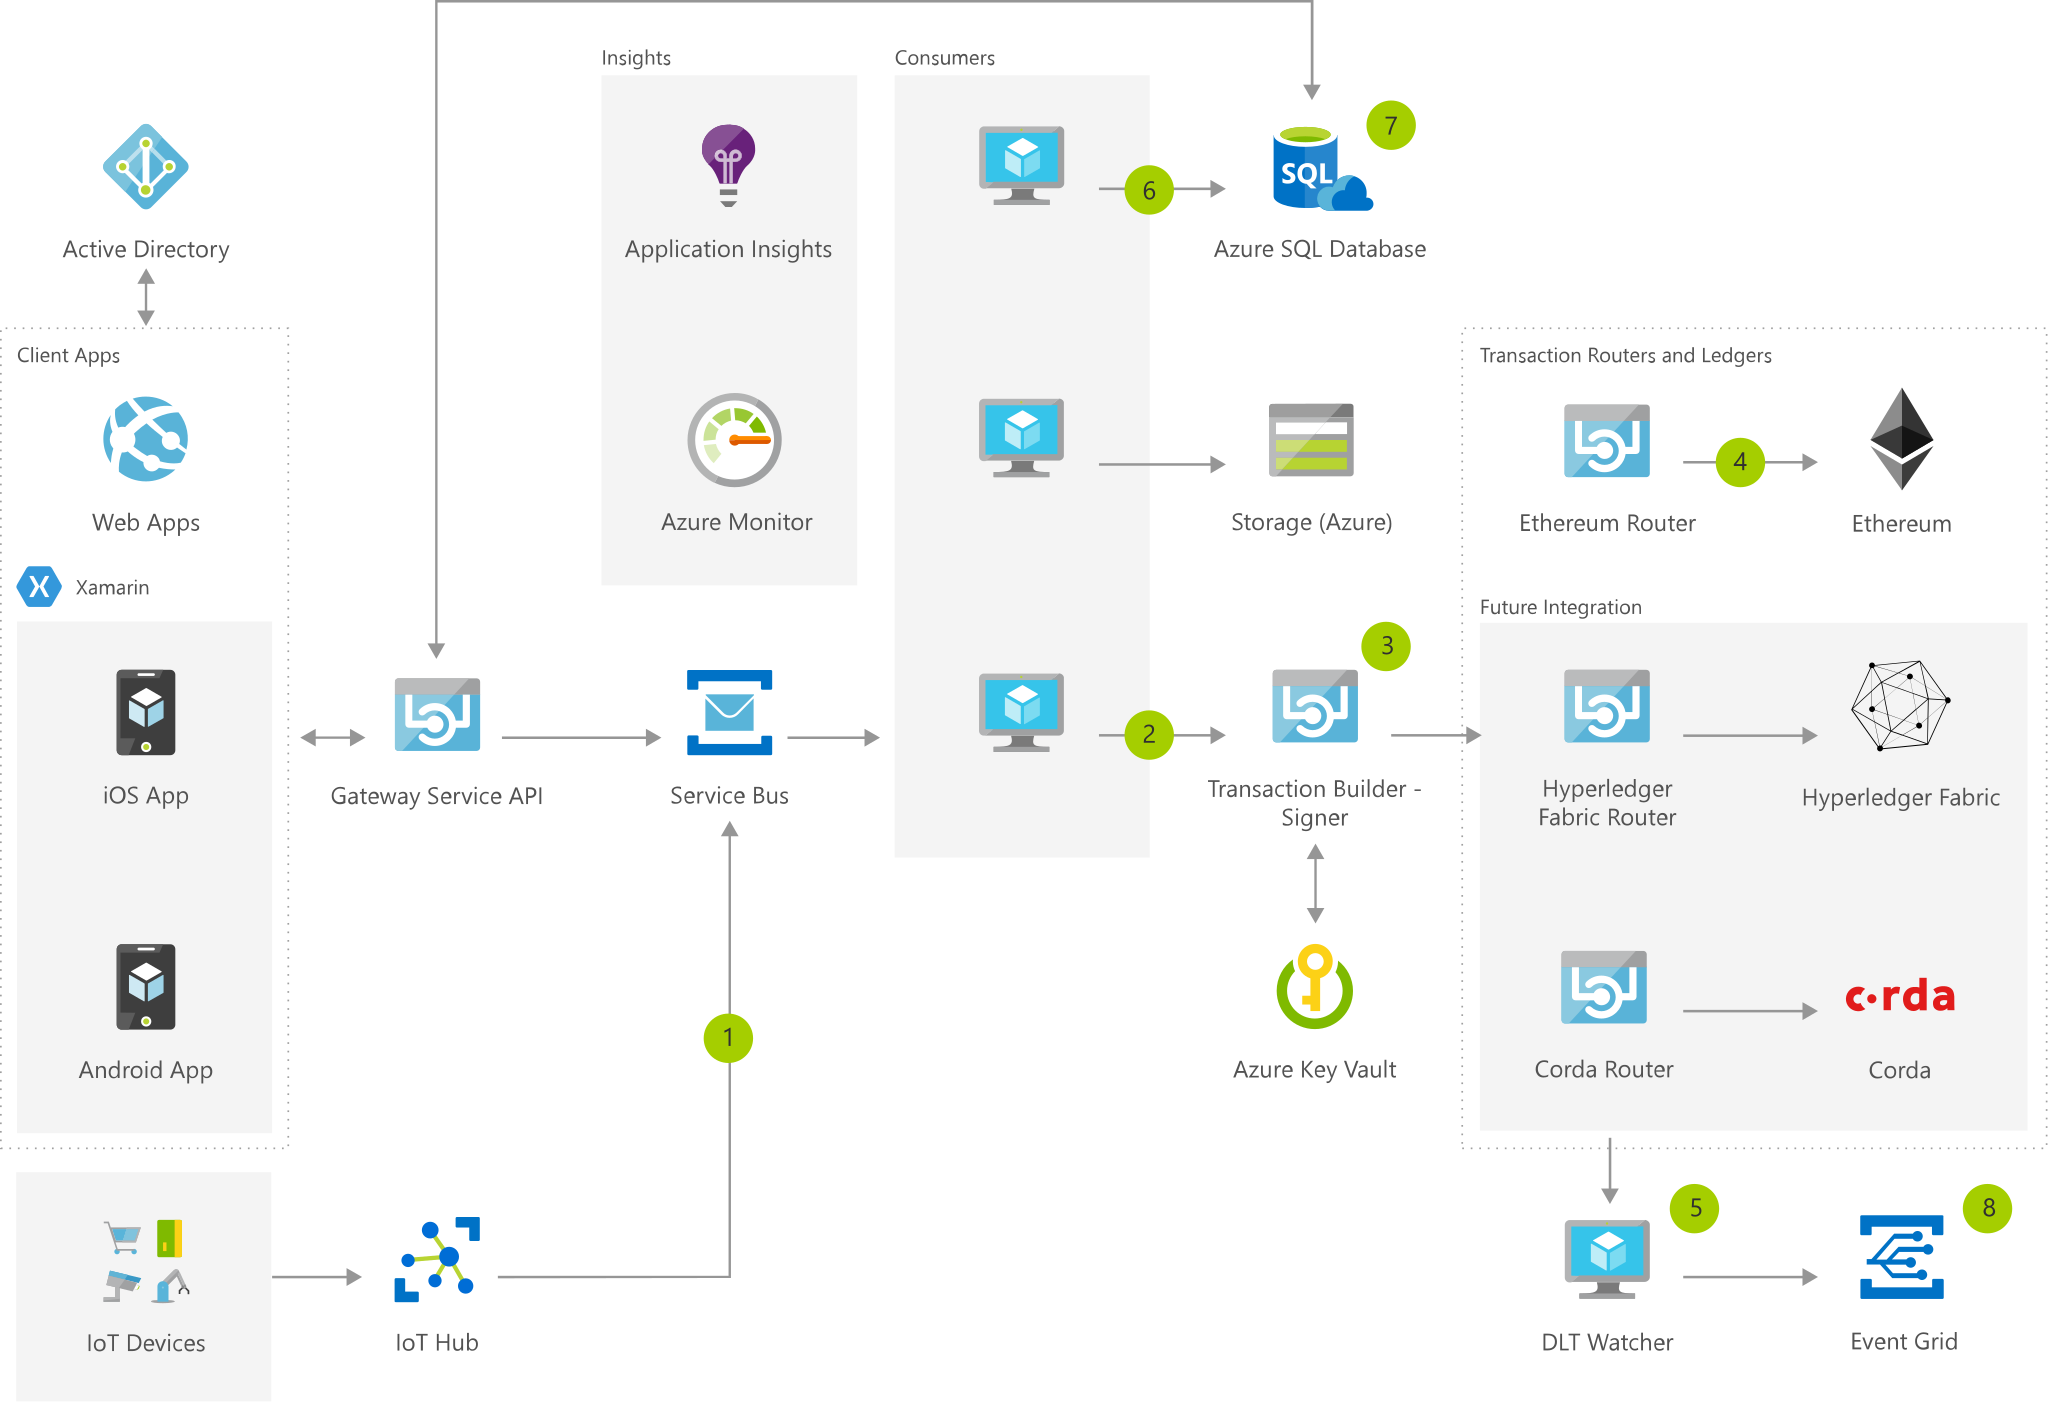 Insights
Consumers
7
SQL
6
Active Directory
Application Insights
Azure SQL Database
Client Apps
Transaction Routers and Ledgers
4
Web Apps
Azure Monitor
Storage (Azure)
Ethereum Router
Ethereum
X
Xamarin
Future Integration
3
2
iOS App
Gateway Service API
Service Bus
Transaction Builder -
Signer
Hyperledger
Fabric Router
Hyperledger Fabric
1
c·rda
Android App
Azure Key Vault
Corda Router
Corda
5
8
IoT Devices
IoT Hub
DLT Watcher
Event Grid